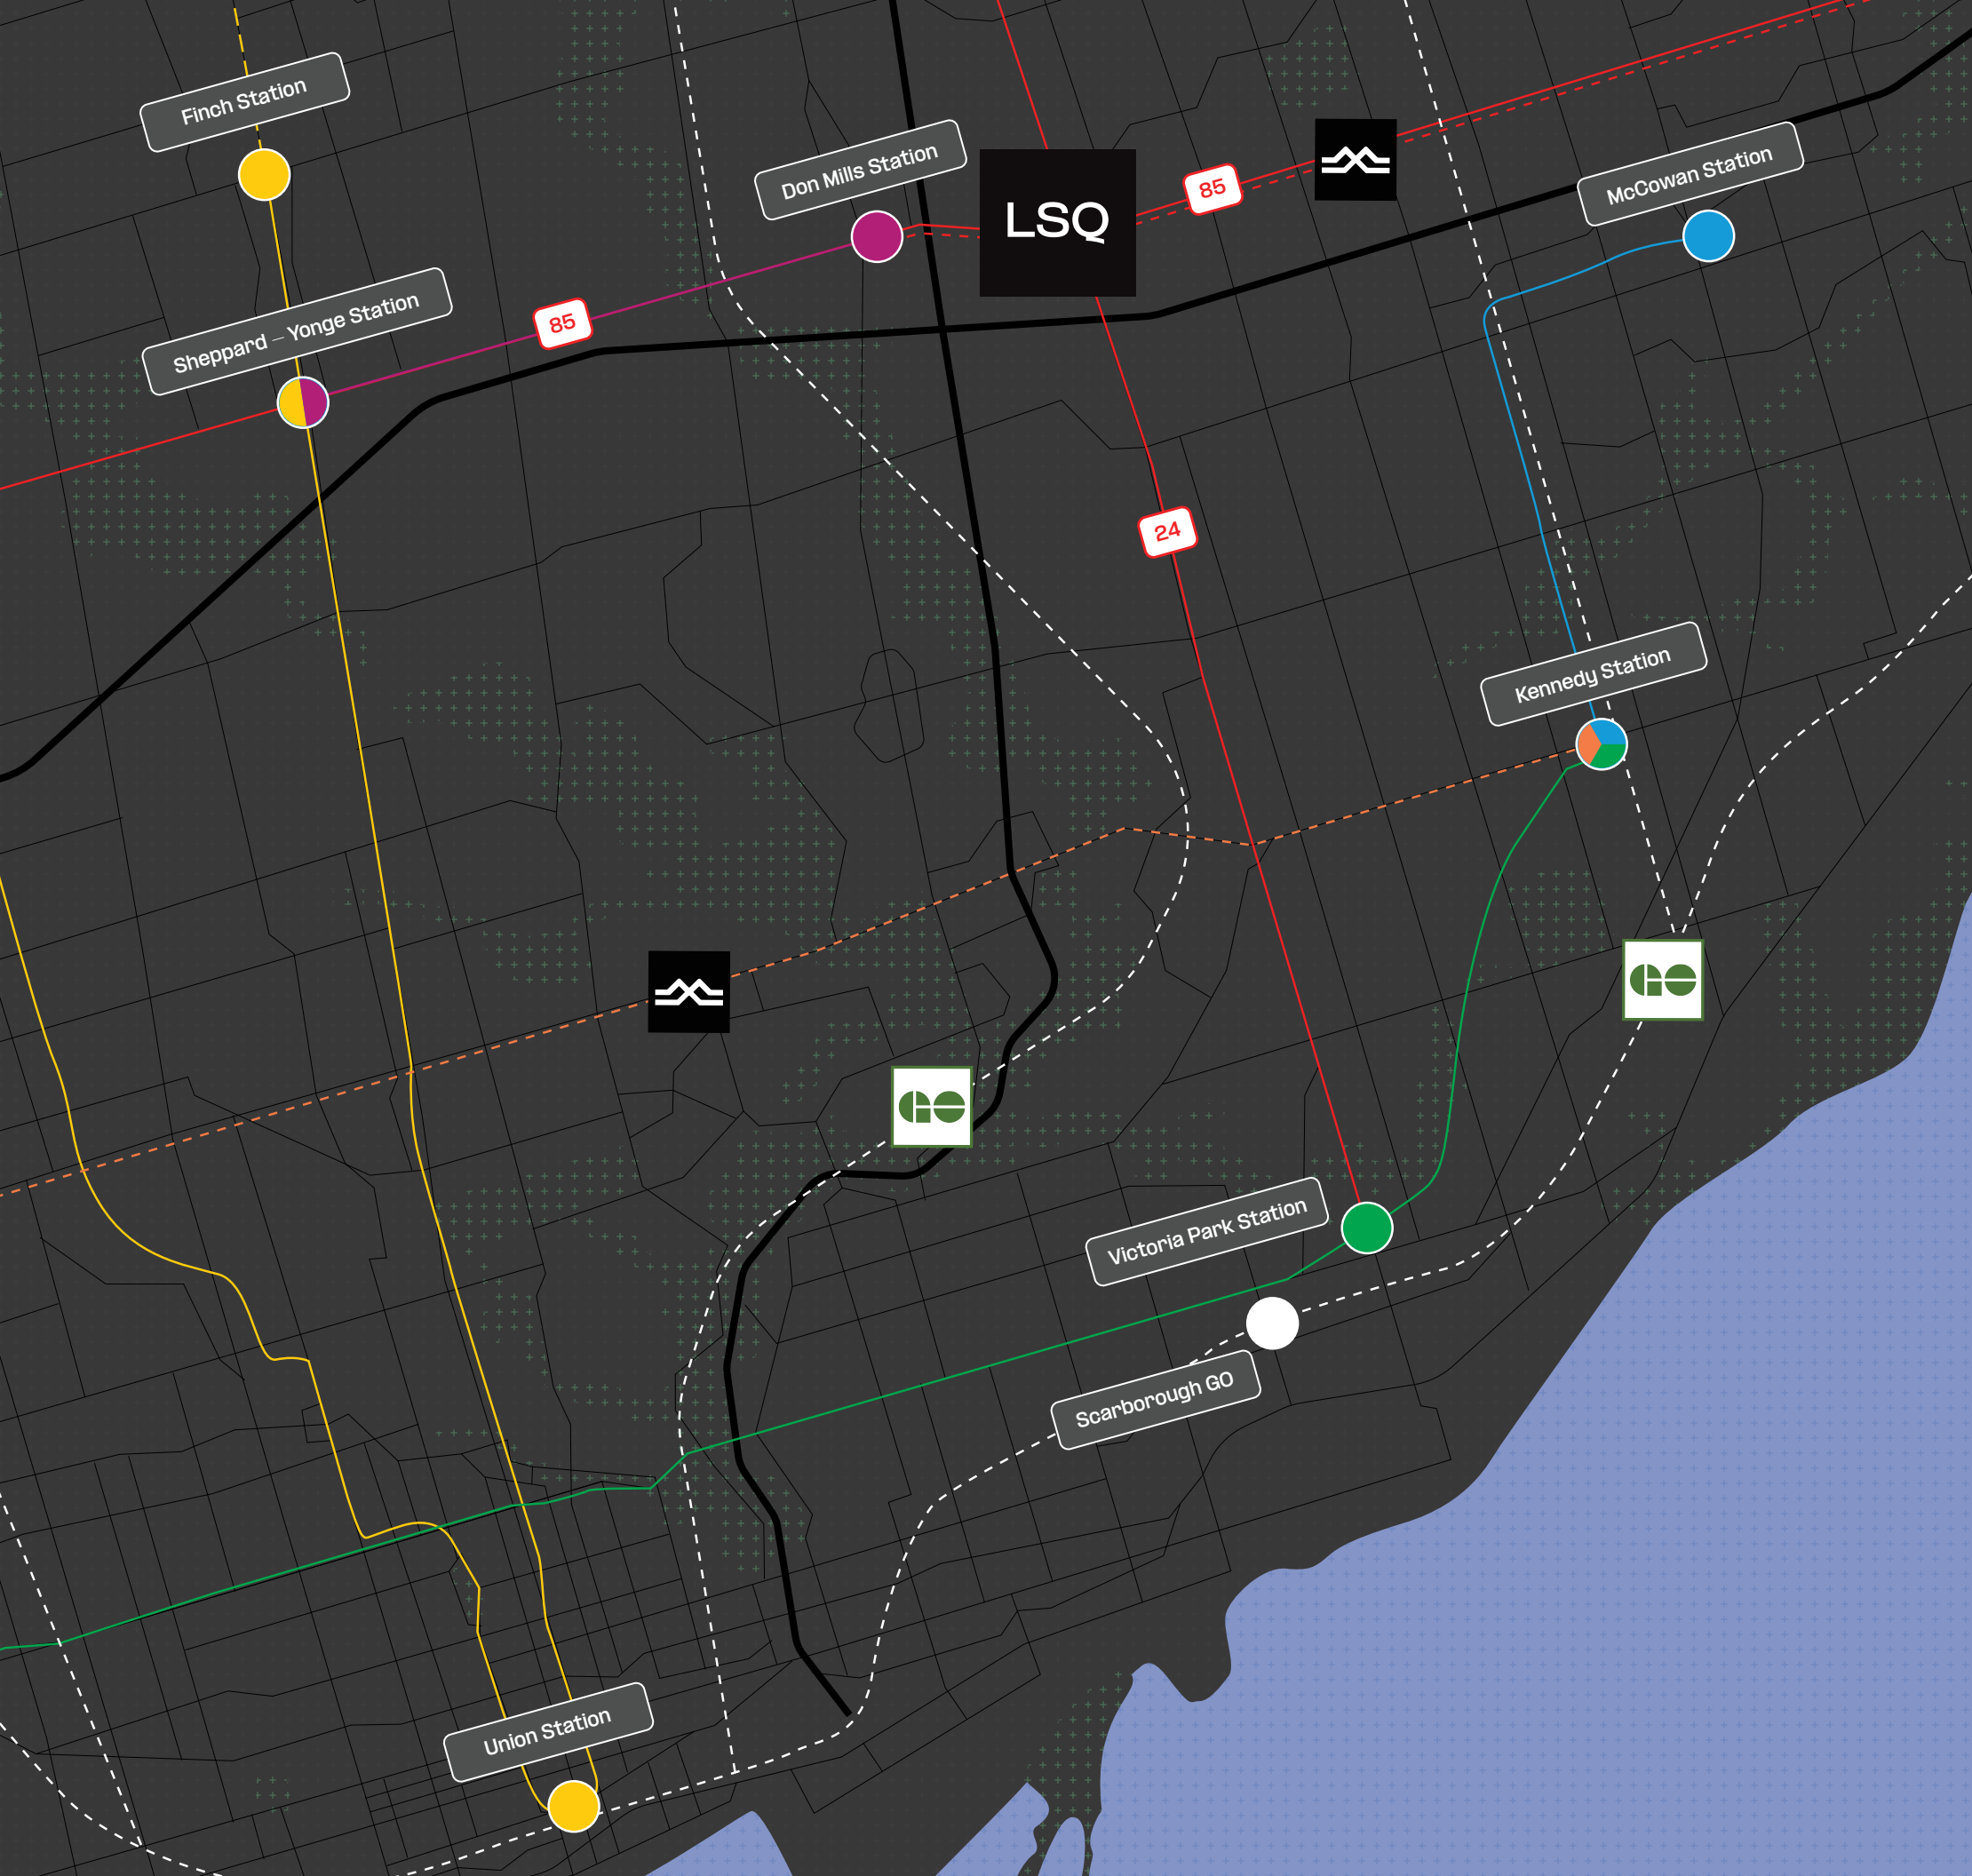 Finch Station
Don Mills Station
McCowan Station
85
LSQ
Sheppard – Yonge Station
85
24
Kennedy Station
Victoria Park Station
Scarborough GO
Union Station